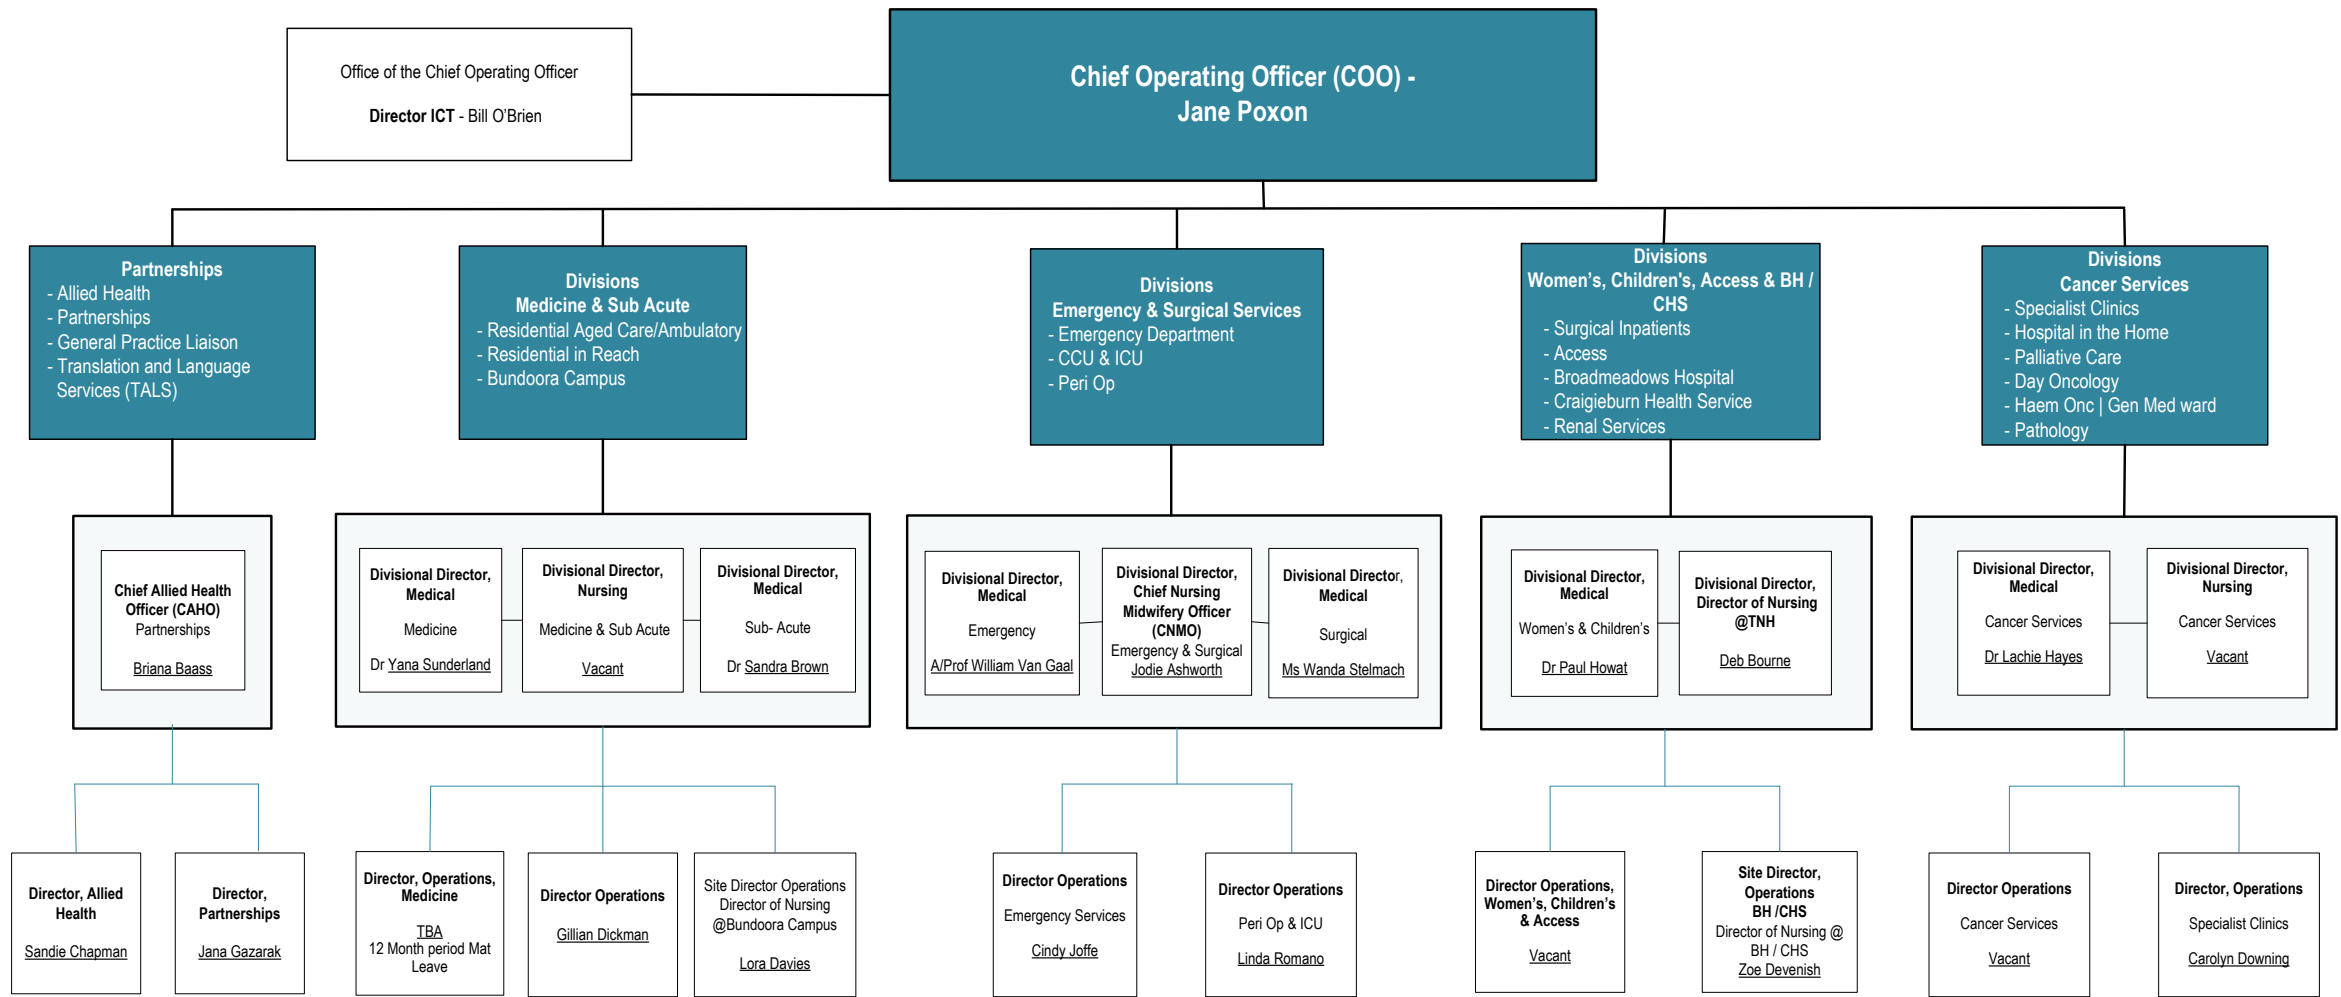 Office of the Chief Operating Officer
Director ICT - Bill O'Brien
Chief Operating Officer (COO) -
Jane Poxon
Partnerships
- Allied Health
- Partnerships
- General Practice Liaison
- Translation and Language
Services (TALS)
Divisions
Medicine & Sub Acute
- Residential Aged Care/Ambulatory
- Residential in Reach
- Bundoora Campus
Divisions
Emergency & Surgical Services
- Emergency Department
- CCU & ICU
- Peri Op
Divisions
Women's, Children's, Access & BH /
CHS
- Surgical Inpatients
- Access
- Broadmeadows Hospital
- Craigieburn Health Service
- Renal Services
Divisions
Cancer Services
- Specialist Clinics
- Hospital in the Home
- Palliative Care
- Day Oncology
- Haem Onc | Gen Med ward
- Pathology
Chief Allied Health
Officer (CAHO)
Partnerships
Briana Baass
Divisional Director,
Medical
Medicine
Dr Yana Sunderland
Divisional Director,
Nursing
Medicine & Sub Acute
Vacant
Divisional Director,
Medical
Sub- Acute
Dr Sandra Brown
Divisional Director,
Medical
Emergency
A/Prof William Van Gaal
Divisional Director,
Chief Nursing
Midwifery Officer
(CNMO)
Emergency & Surgical
Jodie Ashworth
Divisional Director,
Medical
Surgical
Ms Wanda Stelmach
Divisional Director,
Medical
Women's & Children's
Dr Paul Howat
Divisional Director,
Director of Nursing
@TNH
Deb Bourne
Divisional Director,
Medical
Cancer Services
Dr Lachie Hayes
Divisional Director,
Nursing
Cancer Services
Vacant
Director, Allied
Health
Sandie Chapman
Director,
Partnerships
Jana Gazarak
Director, Operations,
Medicine
TBA
12 Month period Mat
Leave
Director Operations
Gillian Dickman
Site Director Operations
Director of Nursing
@Bundoora Campus
Lora Davies
Director Operations
Emergency Services
Cindy Joffe
Director Operations
Peri Op & ICU
Linda Romano
Director Operations,
Women's, Children's
& Access
Vacant
Site Director,
Operations
BH /CHS
Director of Nursing @
BH / CHS
Zoe Devenish
Director Operations
Cancer Services
Vacant
Director, Operations
Specialist Clinics
Carolyn Downing